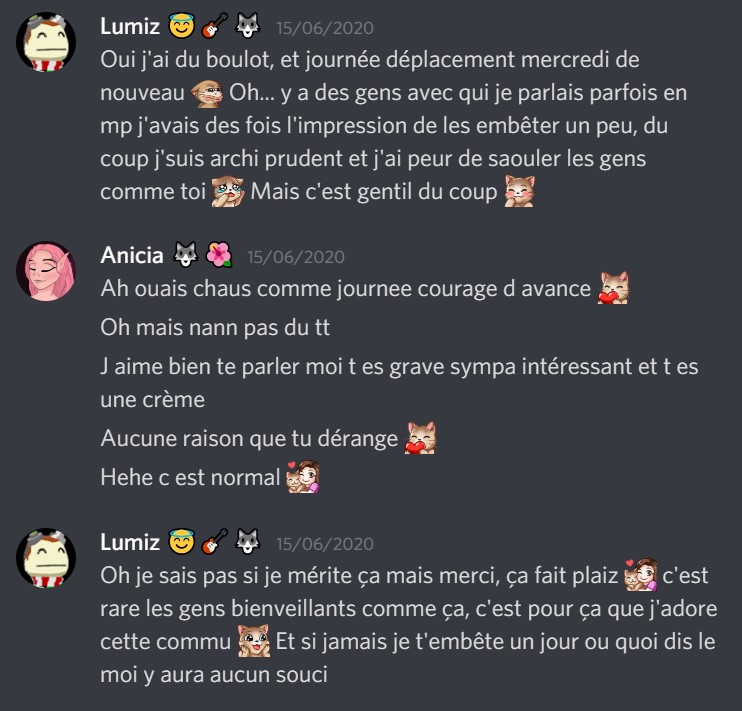 Lumiz 😇 🎸 🐺 15/06/2020
Oui j'ai du boulot, et journée déplacement mercredi de
nouveau Oh... y a des gens avec qui je parlais parfois en
mp j'avais des fois l'impression de les embêter un peu, du
coup j'suis archi prudent et j'ai peur de saouler les gens
comme toi Mais c'est gentil du coup
Anicia 🐺 🌺 15/06/2020
Ah ouais chaus comme journee courage d avance
Oh mais nann pas du tt
J aime bien te parler moi t es grave sympa intéressant et t es
une crème
Aucune raison que tu dérange
Hehe c est normal
Lumiz 😇 🎸 🐺 15/06/2020
Oh je sais pas si je mérite ça mais merci, ça fait plaiz c'est
rare les gens bienveillants comme ça, c'est pour ça que j'adore
cette commu Et si jamais je t'embête un jour ou quoi dis le
moi y aura aucun souci